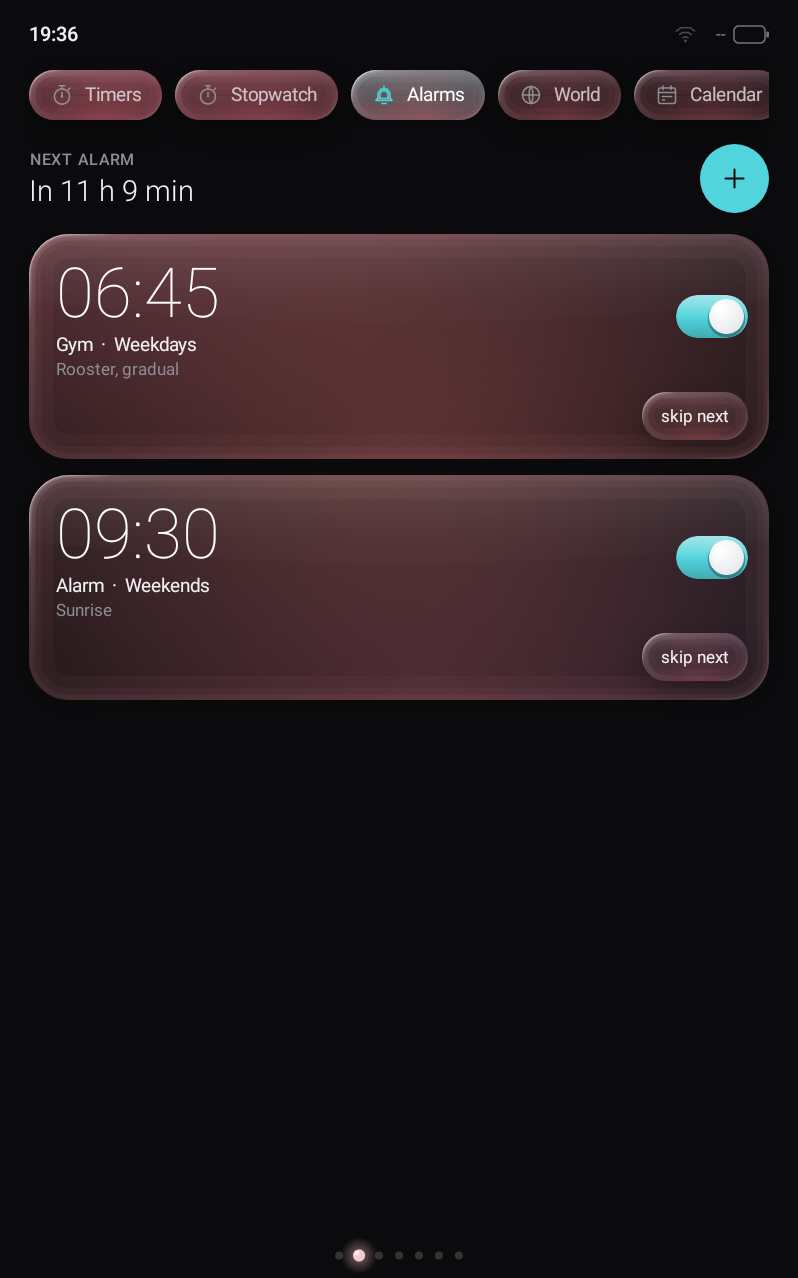 19:36 --
Timers Stopwatch Alarms World Calendar
NEXT ALARM
In 11 h 9 min
+
06:45
Gym · Weekdays
Rooster, gradual
skip next
09:30
Alarm · Weekends
Sunrise
skip next